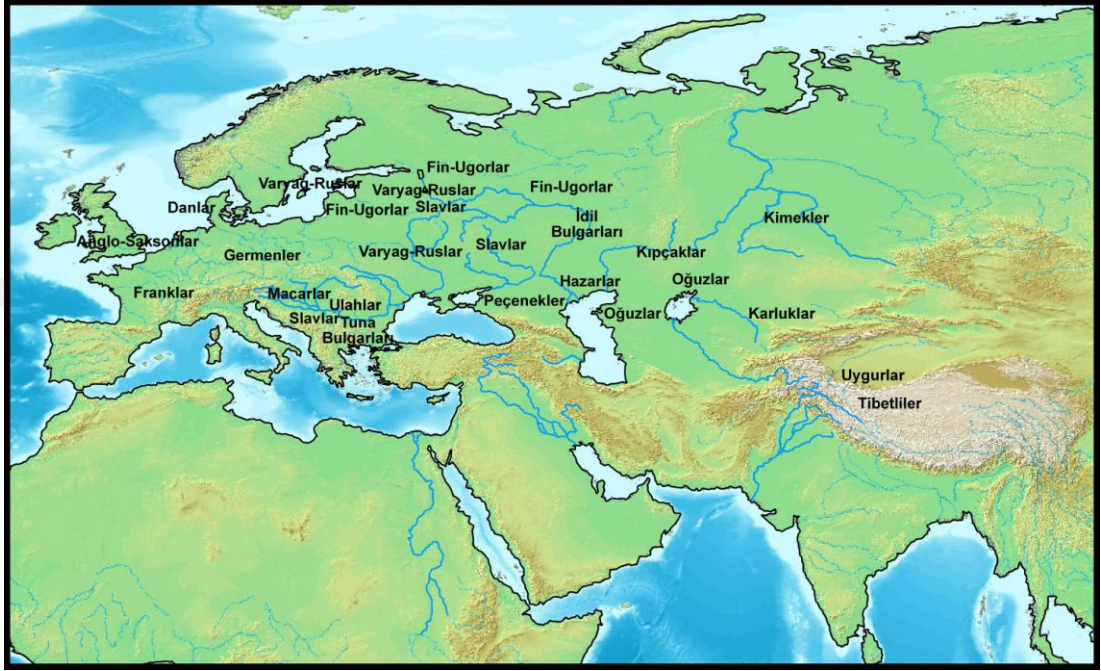 Fin-Ugorlar
Varyag-Ruslar
Varyag-Ruslar
Fin-Ugorlar
Danlar
Fin-Ugorlar
Slavlar
İdil
Bulgarları
Kimekler
Anglo-Saksonlar
Germenler
Varyag-Ruslar
Slavlar
Kıpçaklar
Franklar
Macarlar
Hazarlar
Oğuzlar
Ulahlar
Peçenekler
Slavlar
Tuna
Bulgarları
Oğuzlar
Karluklar
Uygurlar
Tibetliler